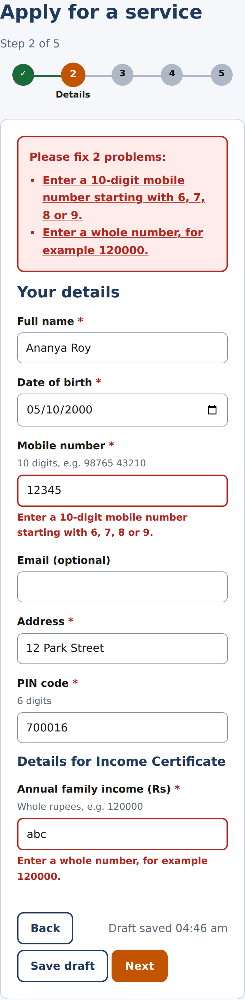 Apply for a service
Step 2 of 5
✓ 2 3 4 5
Details
Please fix 2 problems:
• Enter a 10-digit mobile
number starting with 6, 7,
8 or 9.
• Enter a whole number, for
example 120000.
Your details
Full name *
Ananya Roy
Date of birth *
05/10/2000
Mobile number *
10 digits, e.g. 98765 43210
12345
Enter a 10-digit mobile number
starting with 6, 7, 8 or 9.
Email (optional)
Address *
12 Park Street
PIN code *
6 digits
700016
Details for Income Certificate
Annual family income (Rs) *
Whole rupees, e.g. 120000
abc
Enter a whole number, for example
120000.
Back Draft saved 04:46 am
Save draft Next